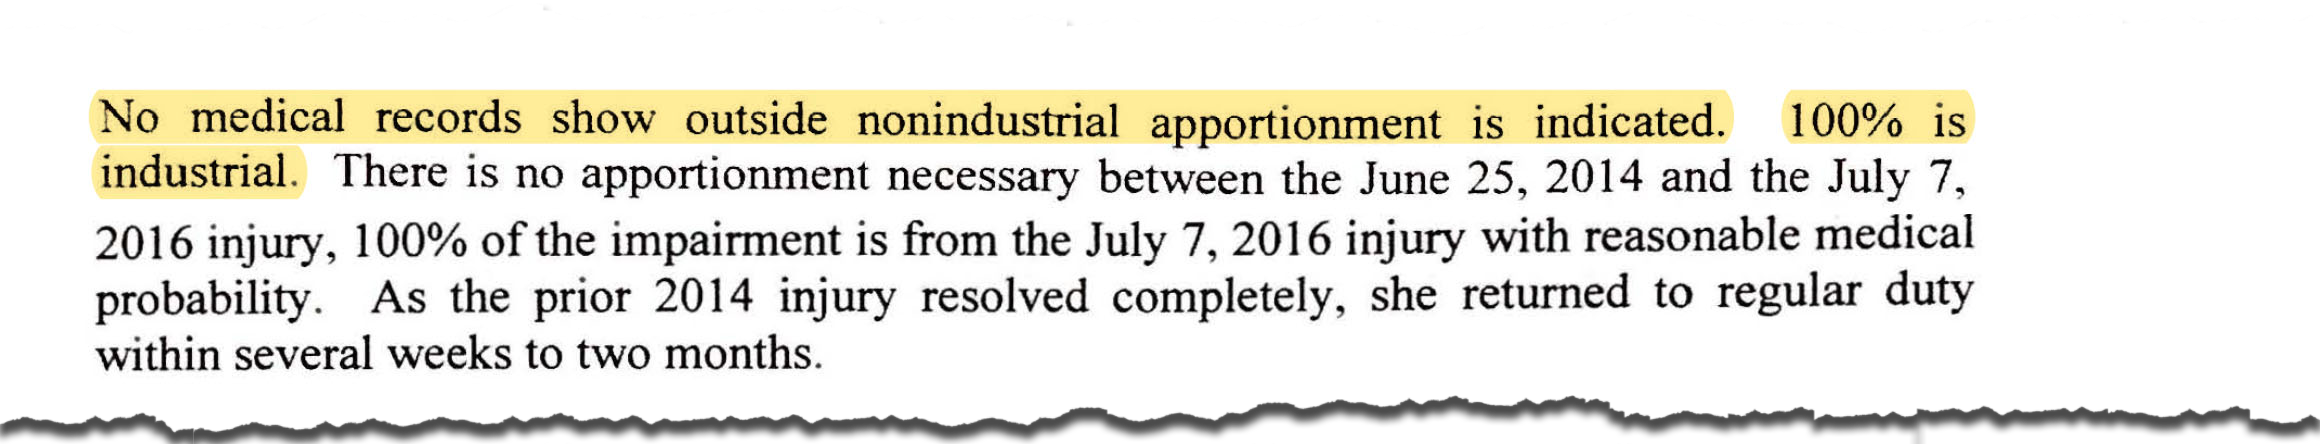 No medical records show outside nonindustrial apportionment is indicated. 100% is
industrial. There is no apportionment necessary between the June 25, 2014 and the July 7,
2016 injury, 100% of the impairment is from the July 7, 2016 injury with reasonable medical
probability. As the prior 2014 injury resolved completely, she returned to regular duty
within several weeks to two months.